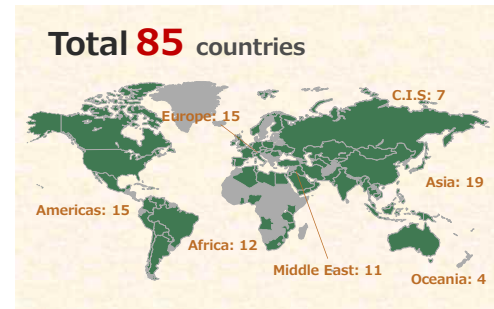 Total 85 countries
C.I.S: 7
Europe: 15
Asia: 19
Americas: 15
Africa: 12
Middle East: 11
Oceania: 4